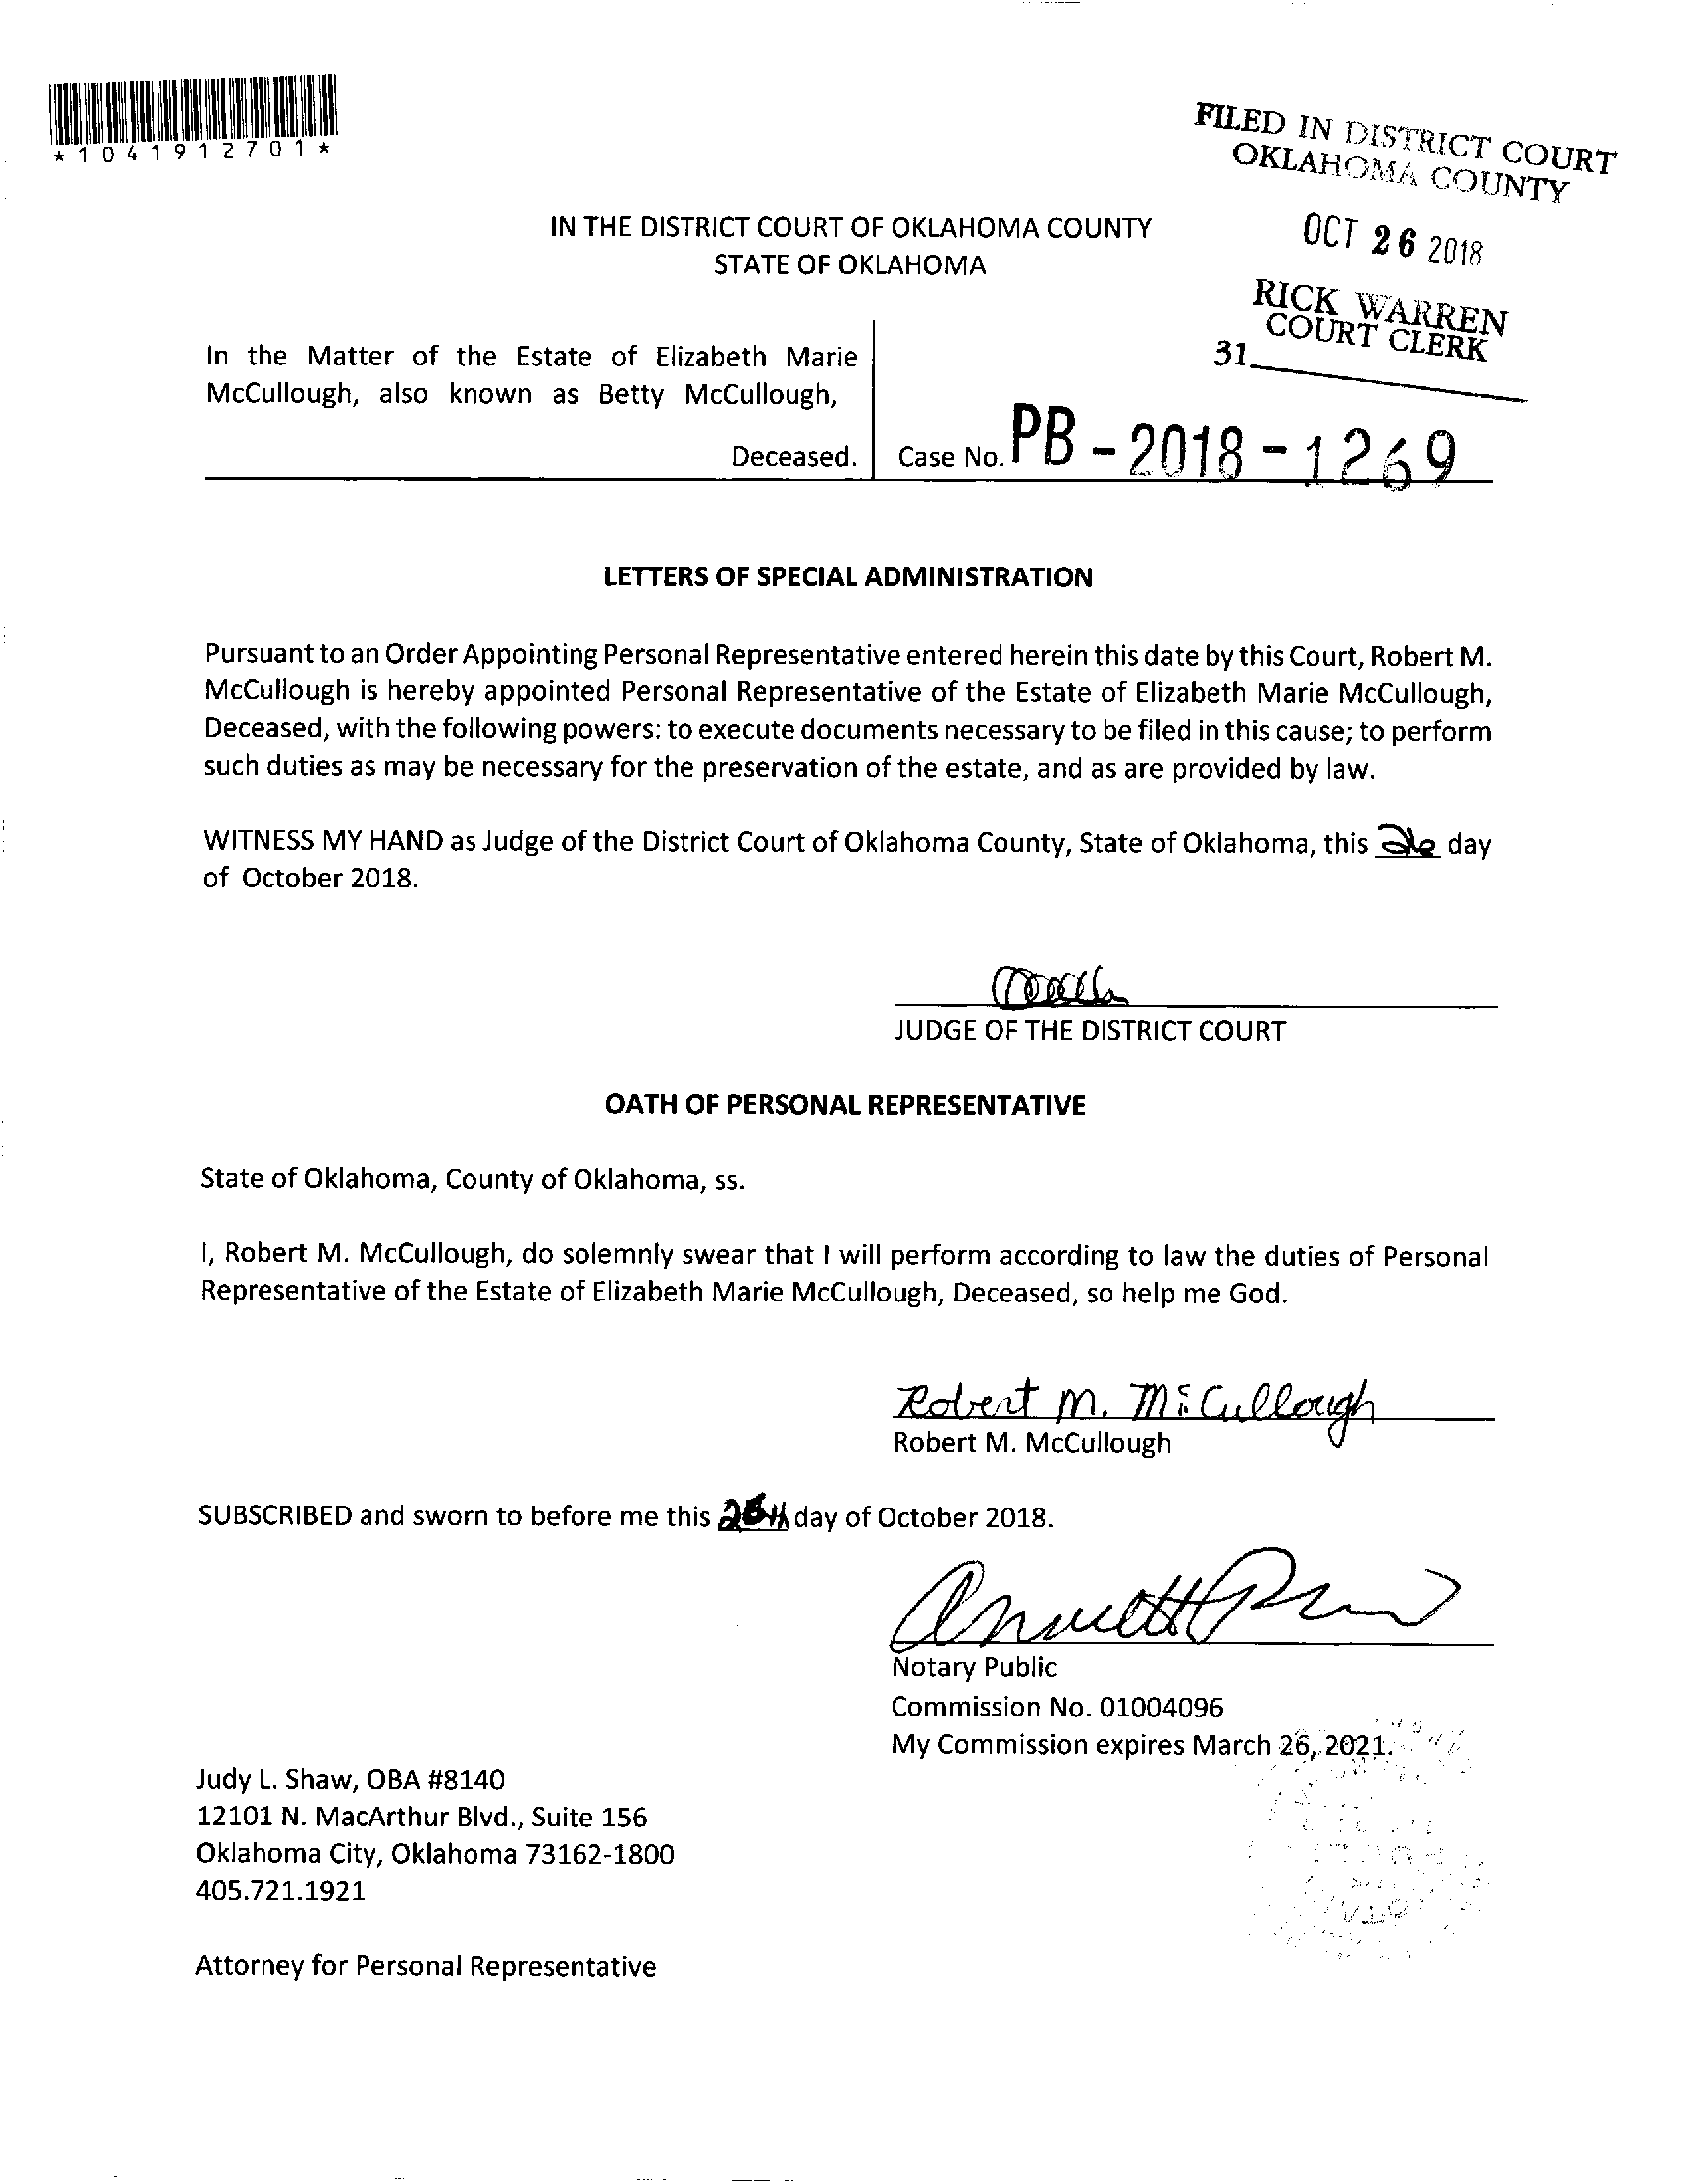 *1041912701*
FILED IN DISTRICT COURT
OKLAHOMA COUNTY
OCT 26 2018
RICK WARREN
COURT CLERK
31
IN THE DISTRICT COURT OF OKLAHOMA COUNTY
STATE OF OKLAHOMA
In the Matter of the Estate of Elizabeth Marie
McCullough, also known as Betty McCullough,
Deceased.
Case No. PB-2018-1269
LETTERS OF SPECIAL ADMINISTRATION
Pursuant to an Order Appointing Personal Representative entered herein this date by this Court, Robert M.
McCullough is hereby appointed Personal Representative of the Estate of Elizabeth Marie McCullough,
Deceased, with the following powers: to execute documents necessary to be filed in this cause; to perform
such duties as may be necessary for the preservation of the estate, and as are provided by law.
WITNESS MY HAND as Judge of the District Court of Oklahoma County, State of Oklahoma, this 26 day
of October 2018.
JUDGE OF THE DISTRICT COURT
OATH OF PERSONAL REPRESENTATIVE
State of Oklahoma, County of Oklahoma, ss.
I, Robert M. McCullough, do solemnly swear that I will perform according to law the duties of Personal
Representative of the Estate of Elizabeth Marie McCullough, Deceased, so help me God.
Robert M. McCullough
Robert M. McCullough
SUBSCRIBED and sworn to before me this day of October 2018.
Notary Public
Commission No. 01004096
My Commission expires March 26, 2021.
Judy L. Shaw, OBA #8140
12101 N. MacArthur Blvd., Suite 156
Oklahoma City, Oklahoma 73162-1800
405.721.1921
Attorney for Personal Representative